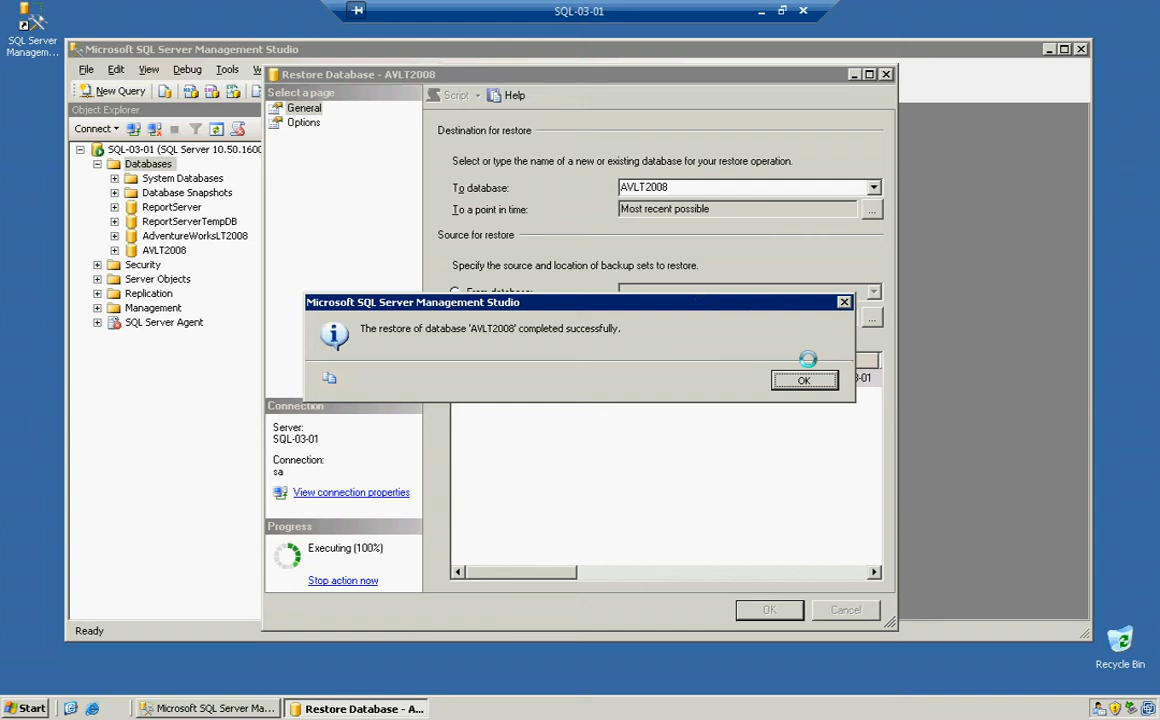 SQL-03-01
SQL Server
Managem...
Microsoft SQL Server Management Studio
File Edit View Debug Tools
New Query
Object Explorer
Connect
SQL-03-01 (SQL Server 10.50.1600
Databases
System Databases
Database Snapshots
ReportServer
ReportServerTempDB
AdventureWorksLT2008
AVLT2008
Security
Server Objects
Replication
Management
SQL Server Agent
Ready
Restore Database - AVLT2008
Select a page
General
Options
Script Help
Destination for restore
Select or type the name of a new or existing database for your restore operation.
To database: AVLT2008
To a point in time: Most recent possible ...
Source for restore
Specify the source and location of backup sets to restore.
From database:
...
Microsoft SQL Server Management Studio
The restore of database 'AVLT2008' completed successfully.
OK
3-01
Connection
Server:
SQL-03-01
Connection:
sa
View connection properties
Progress
Executing (100%)
Stop action now
OK Cancel
Recycle Bin
Start Microsoft SQL Server Ma... Restore Database - A...